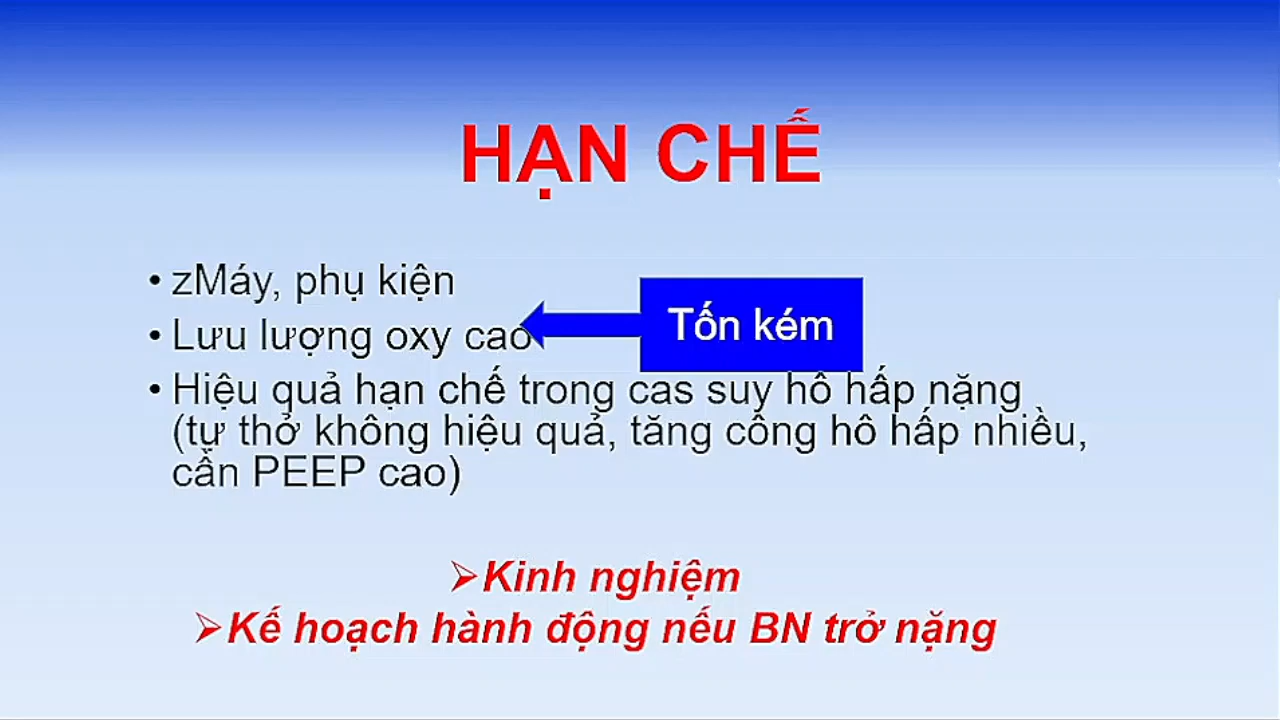 HẠN CHẾ
• zMáy, phụ kiện
• Lưu lượng oxy cao
Tốn kém
• Hiệu quả hạn chế trong cas suy hô hấp nặng
(tự thở không hiệu quả, tăng công hô hấp nhiều,
cần PEEP cao)
➢Kinh nghiệm
➢Kế hoạch hành động nếu BN trở nặng